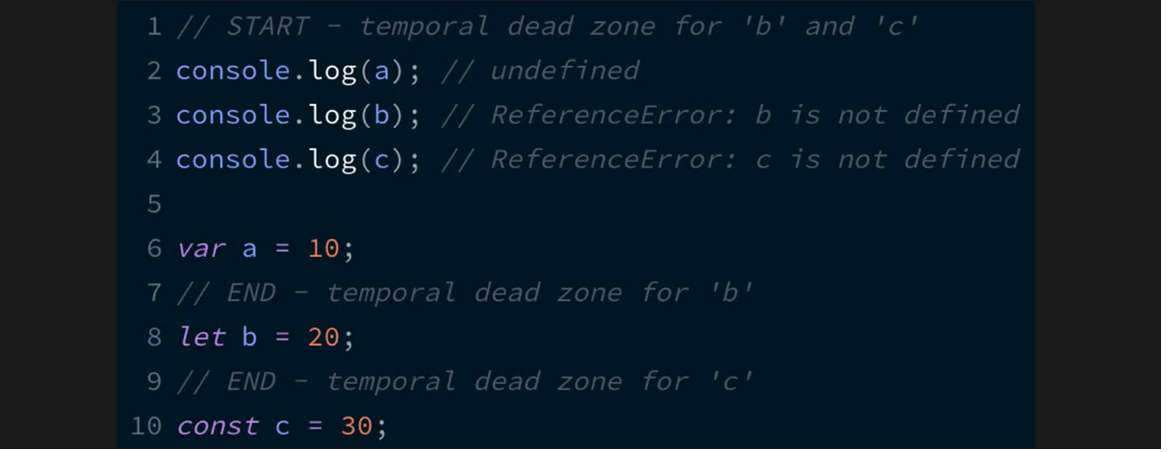 1 // START - temporal dead zone for 'b' and 'c'
2 console.log(a); // undefined
3 console.log(b); // ReferenceError: b is not defined
4 console.log(c); // ReferenceError: c is not defined
5
6 var a = 10;
7 // END - temporal dead zone for 'b'
8 let b = 20;
9 // END - temporal dead zone for 'c'
10 const c = 30;